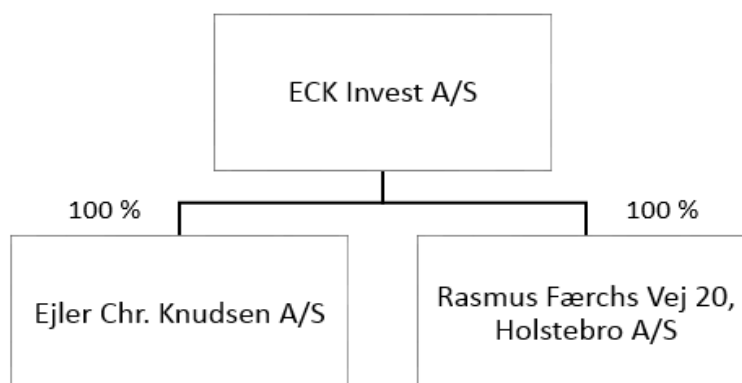 ECK Invest A/S
100 %
100 %
Ejler Chr. Knudsen A/S
Rasmus Færchs Vej 20,
Holstebro A/S